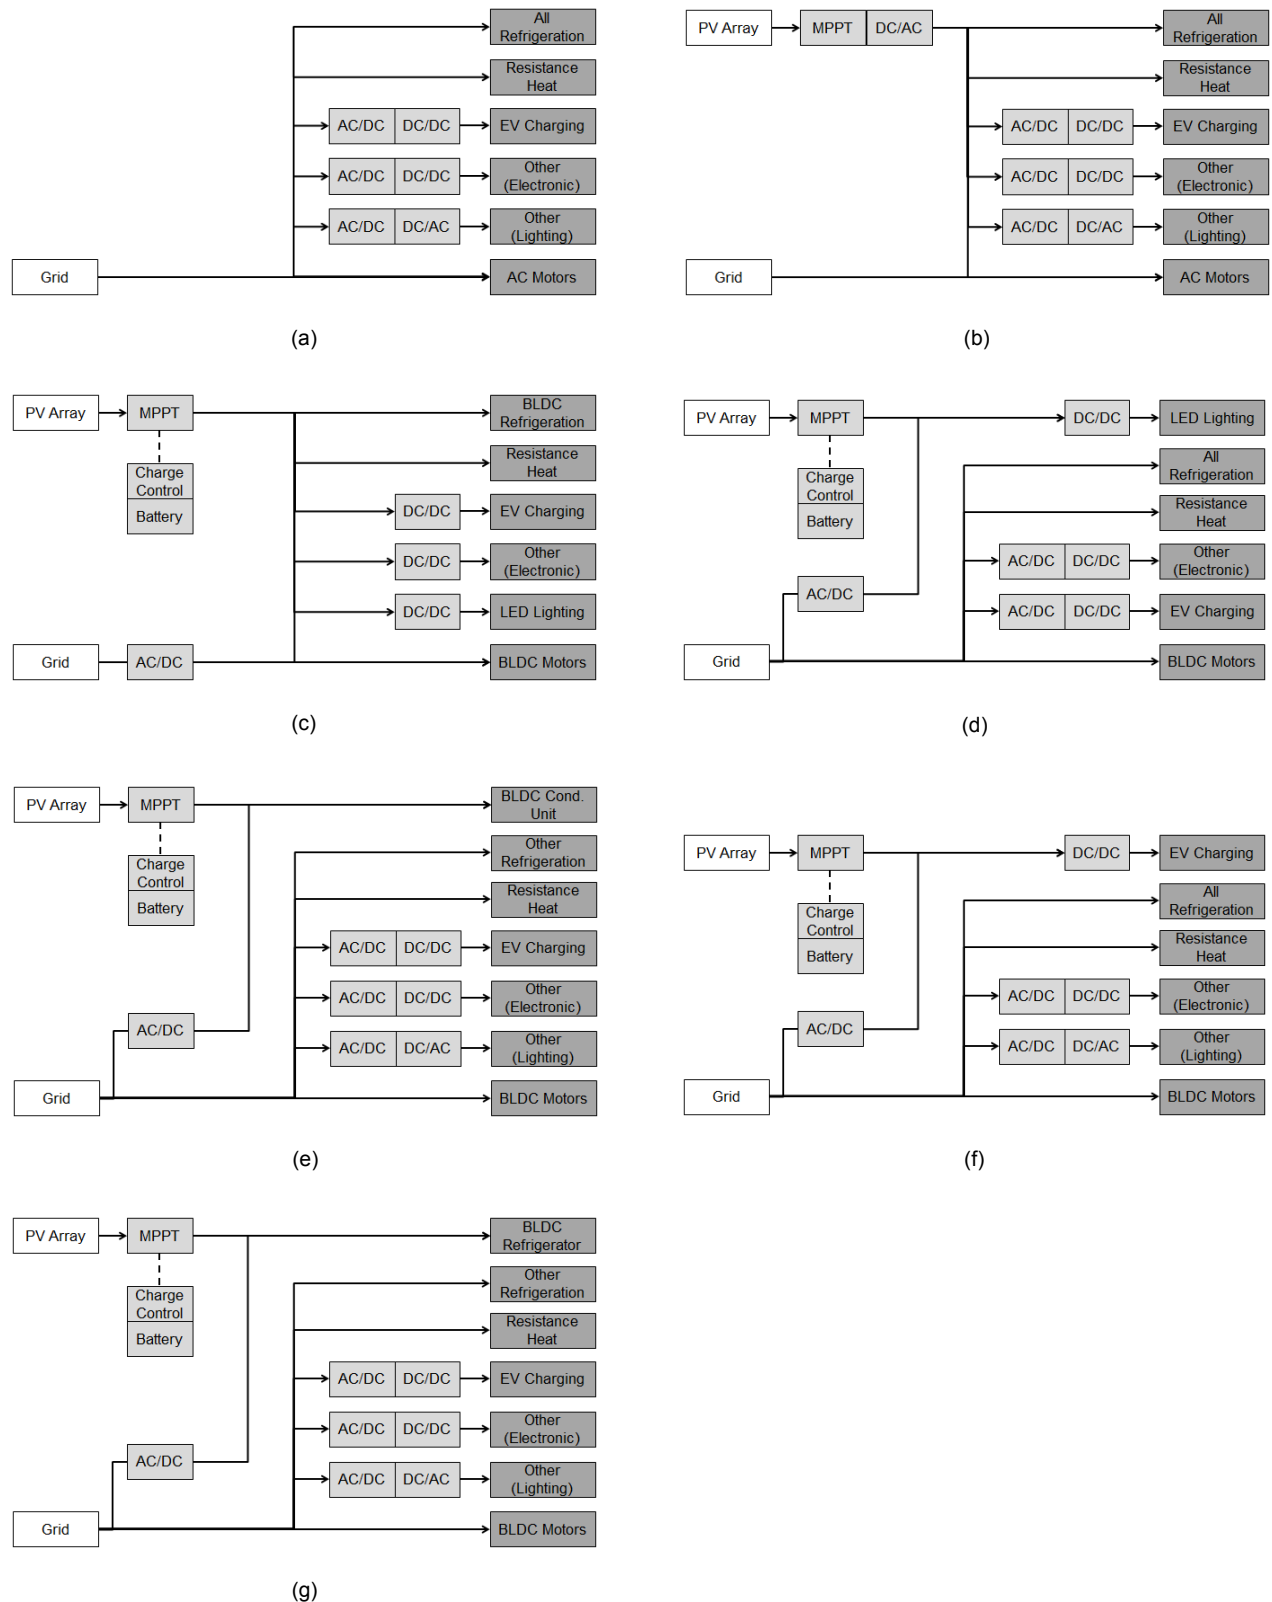 All
Refrigeration
Resistance
Heat
AC/DC DC/DC EV Charging
AC/DC DC/DC Other
(Electronic)
AC/DC DC/AC Other
(Lighting)
Grid AC Motors
(a)
PV Array MPPT DC/AC All
Refrigeration
Resistance
Heat
AC/DC DC/DC EV Charging
AC/DC DC/DC Other
(Electronic)
AC/DC DC/AC Other
(Lighting)
Grid AC Motors
(b)
PV Array MPPT BLDC
Refrigeration
Charge
Control
Battery
Resistance
Heat
DC/DC EV Charging
DC/DC Other
(Electronic)
DC/DC LED Lighting
Grid AC/DC BLDC Motors
(c)
PV Array MPPT DC/DC LED Lighting
Charge
Control
Battery
All
Refrigeration
Resistance
Heat
AC/DC DC/DC Other
(Electronic)
AC/DC
AC/DC DC/DC EV Charging
Grid BLDC Motors
(d)
PV Array MPPT BLDC Cond.
Unit
Charge
Control
Battery
Other
Refrigeration
Resistance
Heat
AC/DC DC/DC EV Charging
AC/DC DC/DC Other
(Electronic)
AC/DC
AC/DC DC/AC Other
(Lighting)
Grid BLDC Motors
(e)
PV Array MPPT DC/DC EV Charging
Charge
Control
Battery
All
Refrigeration
Resistance
Heat
AC/DC DC/DC Other
(Electronic)
AC/DC
AC/DC DC/AC Other
(Lighting)
Grid BLDC Motors
(f)
PV Array MPPT BLDC
Refrigerator
Charge
Control
Battery
Other
Refrigeration
Resistance
Heat
AC/DC DC/DC EV Charging
AC/DC DC/DC Other
(Electronic)
AC/DC
AC/DC DC/AC Other
(Lighting)
Grid BLDC Motors
(g)